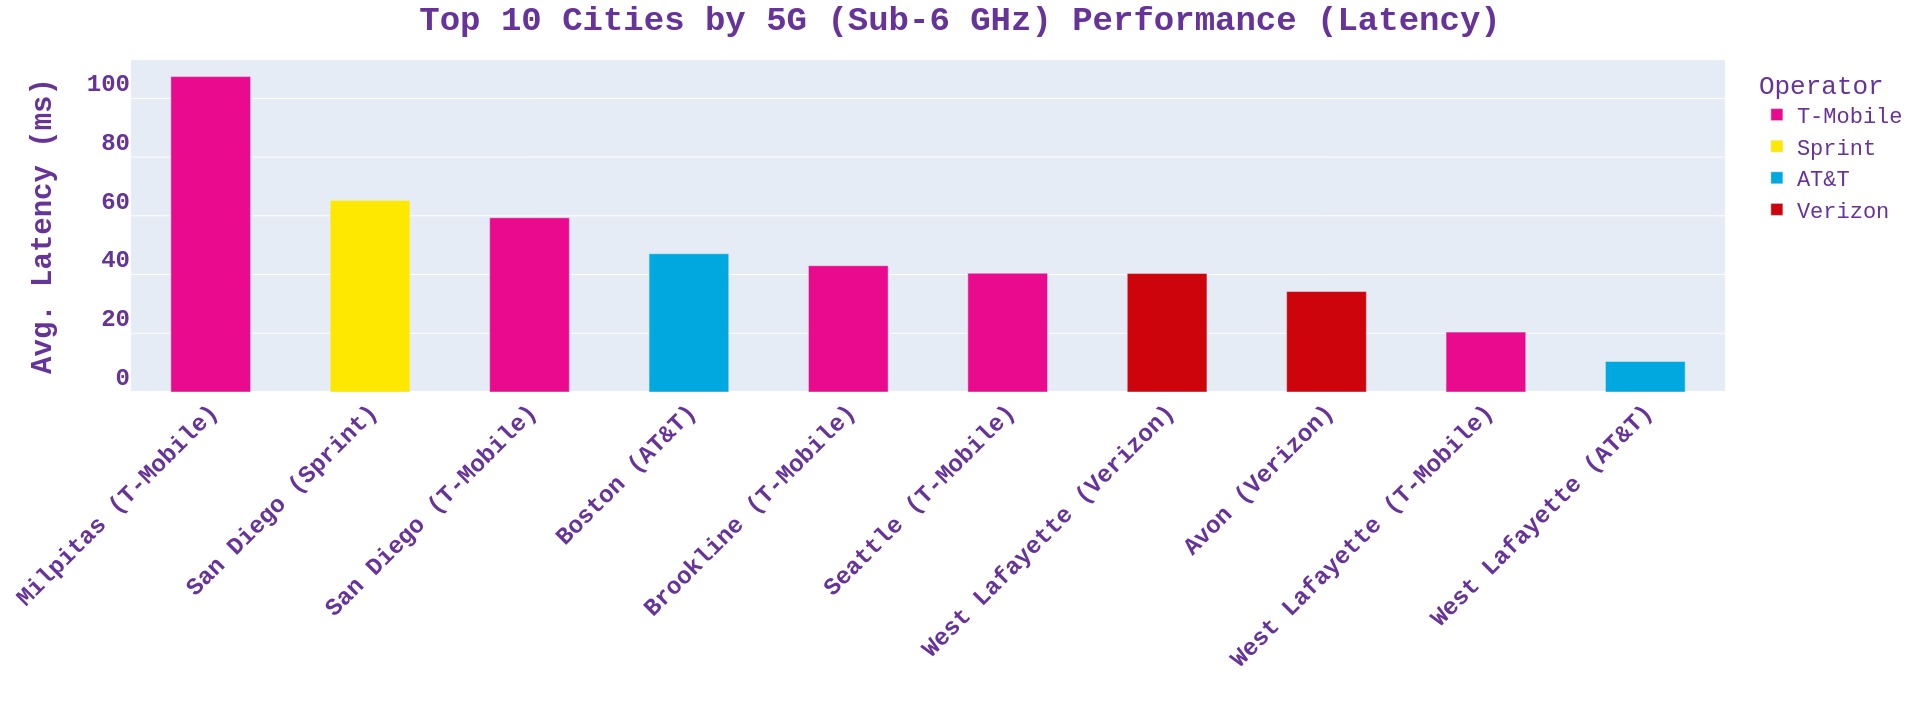 Top 10 Cities by 5G (Sub-6 GHz) Performance (Latency)
Avg. Latency (ms)
100
80
60
40
20
0
Milpitas (T-Mobile)
San Diego (Sprint)
San Diego (T-Mobile)
Boston (AT&T)
Brookline (T-Mobile)
Seattle (T-Mobile)
West Lafayette (Verizon)
Avon (Verizon)
West Lafayette (T-Mobile)
West Lafayette (AT&T)
Operator
T-Mobile
Sprint
AT&T
Verizon